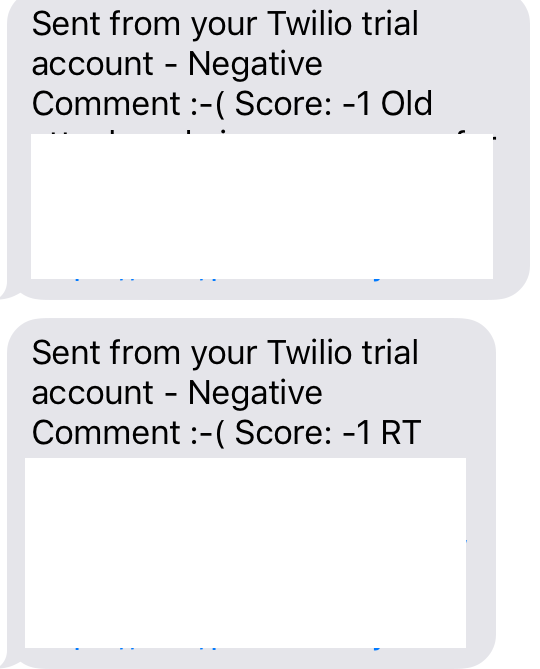 Sent from your Twilio trial
account - Negative
Comment :-( Score: -1 Old
Sent from your Twilio trial
account - Negative
Comment :-( Score: -1 RT